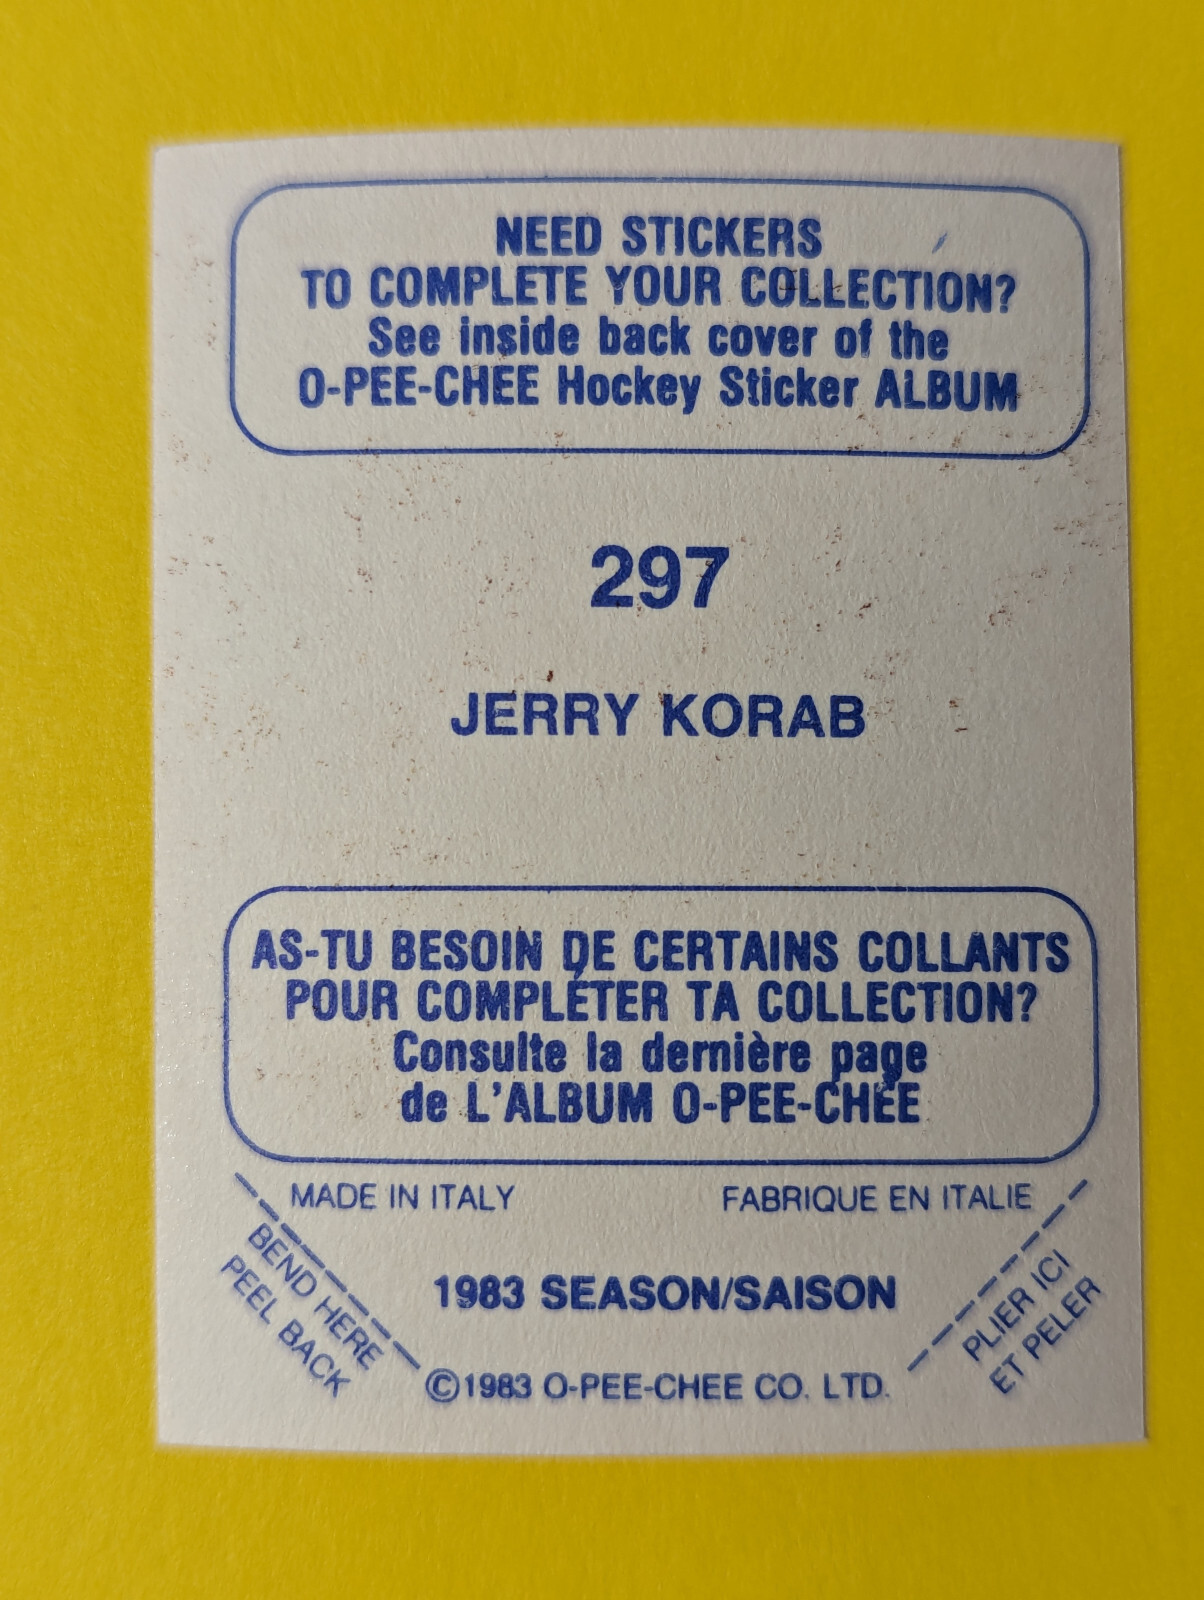 NEED STICKERS
TO COMPLETE YOUR COLLECTION?
See inside back cover of the
O-PEE-CHEE Hockey Sticker ALBUM
297
JERRY KORAB
AS-TU BESOIN DE CERTAINS COLLANTS
POUR COMPLÉTER TA COLLECTION?
Consulte la dernière page
de L'ALBUM O-PEE-CHEE
MADE IN ITALY
FABRIQUE EN ITALIE
BEND HERE
PEEL BACK
1983 SEASON/SAISON
PLIER ICI
ET PELER
©1983 O-PEE-CHEE CO. LTD.